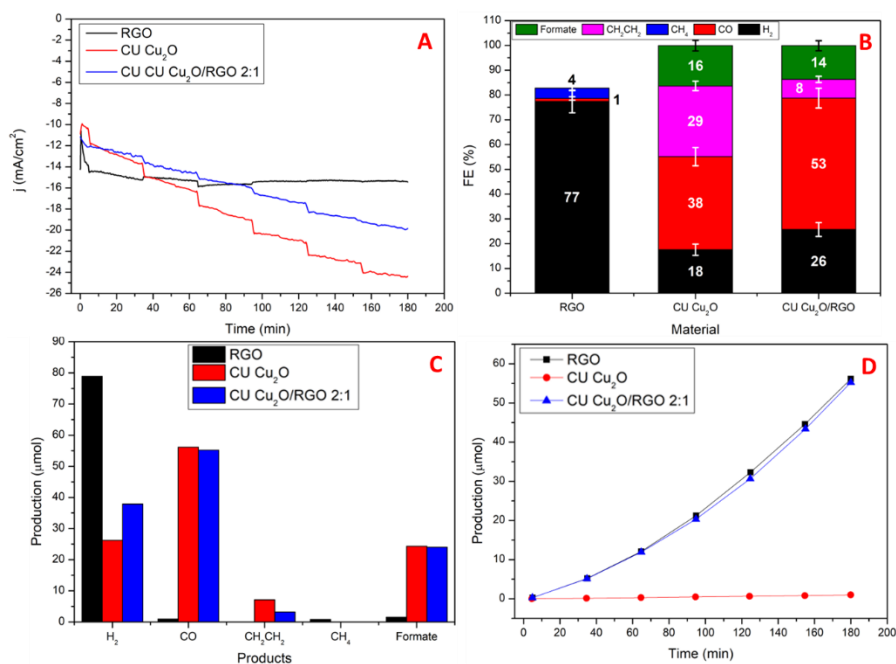 A
RGO
CU Cu₂O
CU CU Cu₂O/RGO 2:1
j (mA/cm²)
-4
-6
-8
-10
-12
-14
-16
-18
-20
-22
-24
-26
0 20 40 60 80 100 120 140 160 180 200
Time (min)
B
Formate CH₂CH₂ CH₄ CO H₂
FE (%)
100
90
80
70
60
50
40
30
20
10
0
4
1
77
16
29
38
18
14
8
53
26
RGO CU Cu₂O CU Cu₂O/RGO
Material
C
RGO
CU Cu₂O
CU Cu₂O/RGO 2:1
Production (μmol)
90
80
70
60
50
40
30
20
10
0
H₂ CO CH₂CH₂ CH₄ Formate
Products
D
RGO
CU Cu₂O
CU Cu₂O/RGO 2:1
Production (μmol)
60
50
40
30
20
10
0
0 20 40 60 80 100 120 140 160 180 200
Time (min)